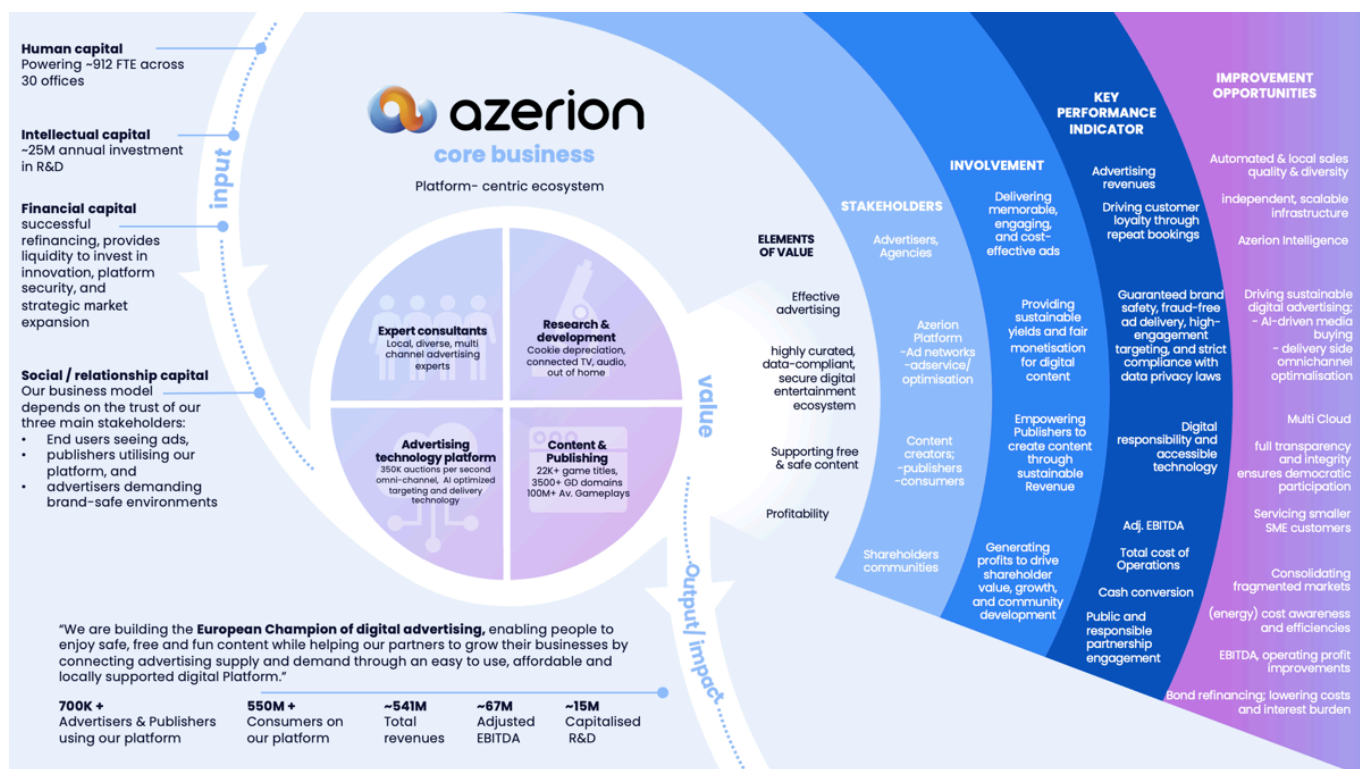 Human capital
Powering ~912 FTE across
30 offices
Intellectual capital
~25M annual investment
in R&D
Financial capital
successful
refinancing, provides
liquidity to invest in
innovation, platform
security, and
strategic market
expansion
Social / relationship capital
Our business model
depends on the trust of our
three main stakeholders:
• End users seeing ads,
• publishers utilising our
platform, and
• advertisers demanding
brand-safe environments
input
azerion
core business
Platform- centric ecosystem
Expert consultants
Local, diverse, multi
channel advertising
experts
Research &
development
Cookie depreciation,
connected TV, audio,
out of home
Advertising
technology platform
350K auctions per second
omni-channel, AI optimized
targeting and delivery
technology
Content &
Publishing
22K+ game titles,
3500+ GD domains
100M+ Av. Gameplays
value
Output/ impact
ELEMENTS
OF VALUE
Effective
advertising
highly curated,
data-compliant,
secure digital
entertainment
ecosystem
Supporting free
& safe content
Profitability
STAKEHOLDERS
Advertisers,
Agencies
Azerion
Platform
-Ad networks
-adservice/
optimisation
Content
creators;
-publishers
-consumers
Shareholders
communities
INVOLVEMENT
Delivering
memorable,
engaging,
and cost-
effective ads
Providing
sustainable
yields and fair
monetisation
for digital
content
Empowering
Publishers to
create content
through
sustainable
Revenue
Generating
profits to drive
shareholder
value, growth,
and community
development
KEY
PERFORMANCE
INDICATOR
Advertising
revenues
Driving customer
loyalty through
repeat bookings
Guaranteed brand
safety, fraud-free
ad delivery, high-
engagement
targeting, and strict
compliance with
data privacy laws
Digital
responsibility and
accessible
technology
Adj. EBITDA
Total cost of
Operations
Cash conversion
Public and
responsible
partnership
engagement
IMPROVEMENT
OPPORTUNITIES
Automated & local sales
quality & diversity
independent, scalable
infrastructure
Azerion Intelligence
Driving sustainable
digital advertising;
- AI-driven media
buying
- delivery side
omnichannel
optimalisation
Multi Cloud
full transparency
and integrity
ensures democratic
participation
Servicing smaller
SME customers
Consolidating
fragmented markets
(energy) cost awareness
and efficiencies
EBITDA, operating profit
improvements
Bond refinancing; lowering costs
and interest burden
“We are building the European Champion of digital advertising, enabling people to
enjoy safe, free and fun content while helping our partners to grow their businesses by
connecting advertising supply and demand through an easy to use, affordable and
locally supported digital Platform.”
700K +
Advertisers & Publishers
using our platform
550M +
Consumers on
our platform
~541M
Total
revenues
~67M
Adjusted
EBITDA
~15M
Capitalised
R&D